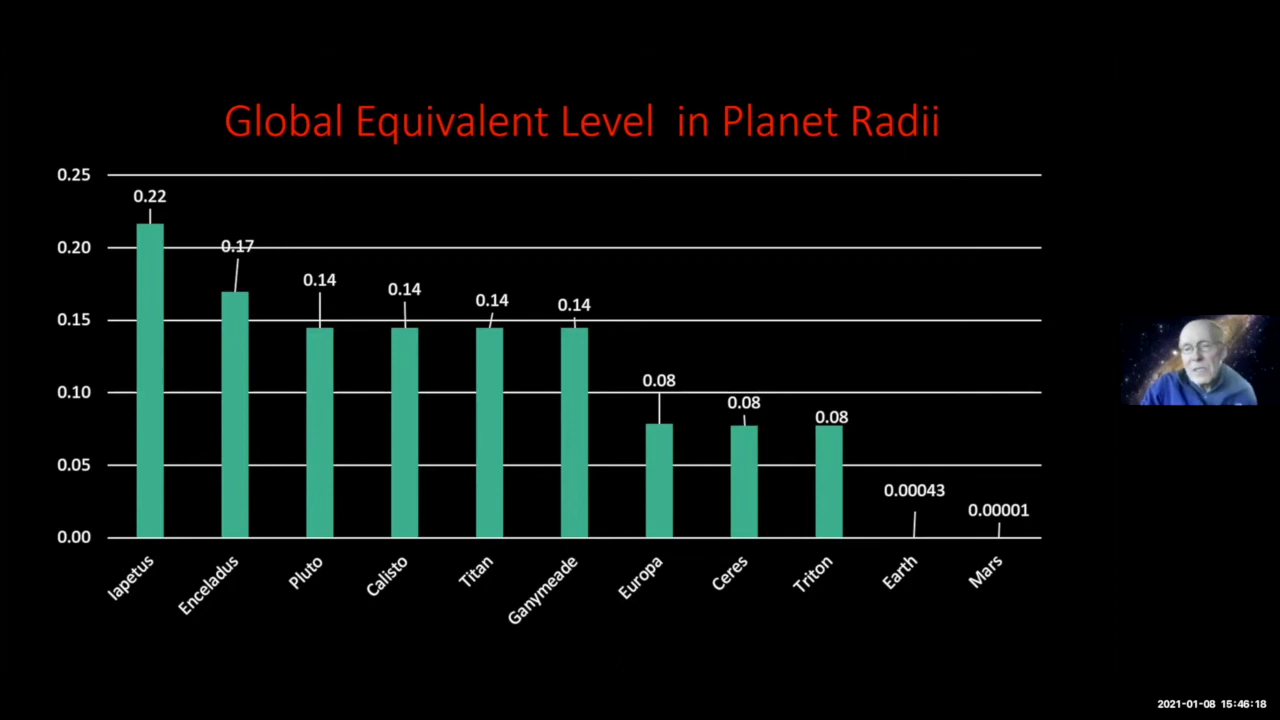 Global Equivalent Level in Planet Radii
0.25
0.22
0.20
0.17
0.14
0.14
0.14
0.14
0.15
0.10
0.08
0.08
0.08
0.05
0.00043
0.00001
0.00
Iapetus
Enceladus
Pluto
Calisto
Titan
Ganymeade
Europa
Ceres
Triton
Earth
Mars
2021-01-08 15:46:18